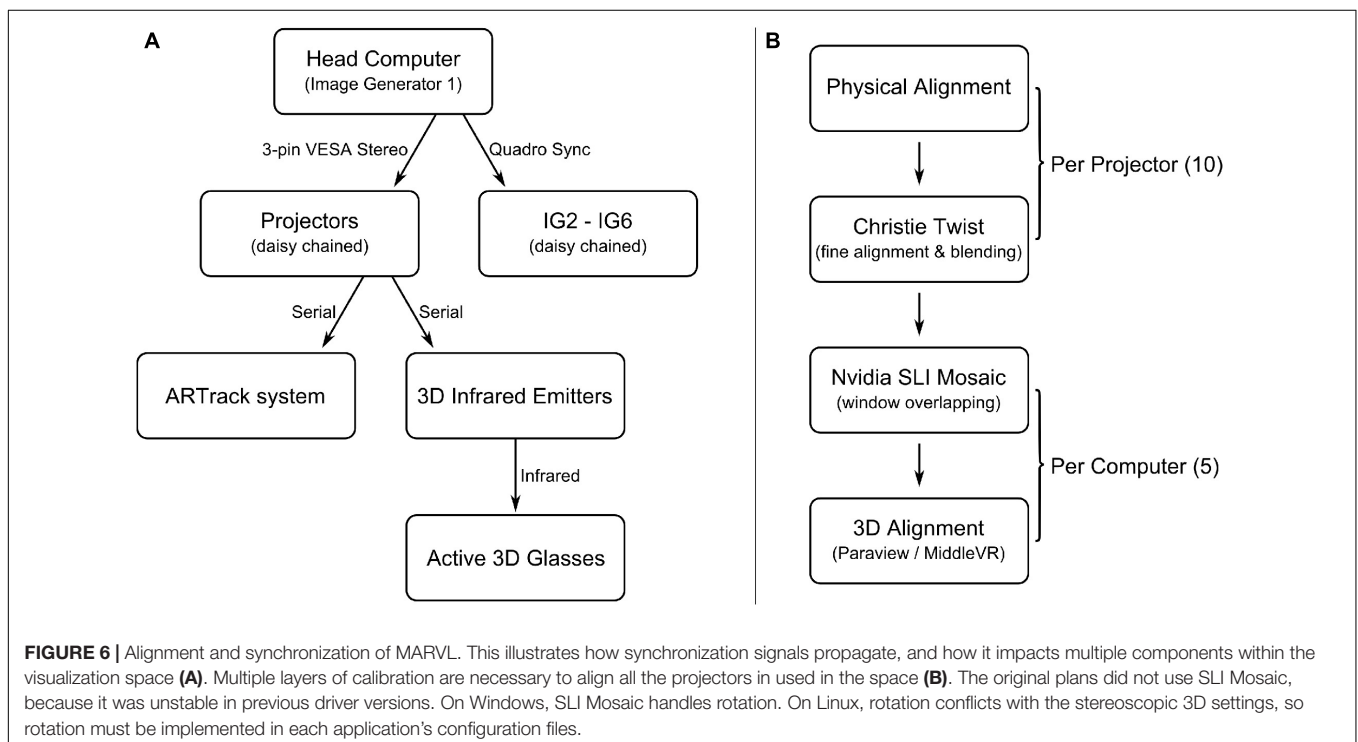 A
Head Computer
(Image Generator 1)
3-pin VESA Stereo
Quadro Sync
Projectors
(daisy chained)
IG2 - IG6
(daisy chained)
Serial
Serial
ARTrack system
3D Infrared Emitters
Infrared
Active 3D Glasses
B
Physical Alignment
Per Projector (10)
Christie Twist
(fine alignment & blending)
Nvidia SLI Mosaic
(window overlapping)
Per Computer (5)
3D Alignment
(Paraview / MiddleVR)
FIGURE 6 | Alignment and synchronization of MARVL. This illustrates how synchronization signals propagate, and how it impacts multiple components within the
visualization space (A). Multiple layers of calibration are necessary to align all the projectors in used in the space (B). The original plans did not use SLI Mosaic,
because it was unstable in previous driver versions. On Windows, SLI Mosaic handles rotation. On Linux, rotation conflicts with the stereoscopic 3D settings, so
rotation must be implemented in each application's configuration files.